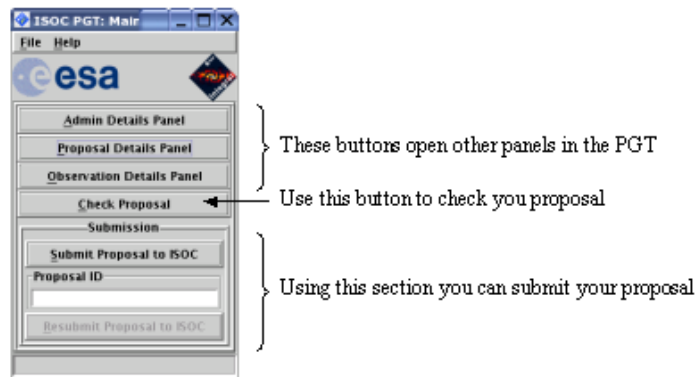 ISOC PGT: Mair
File Help
esa
Admin Details Panel
Proposal Details Panel
Observation Details Panel
Check Proposal
Submission
Submit Proposal to ISOC
Proposal ID
Resubmit Proposal to ISOC
These buttons open other panels in the PGT
Use this button to check you proposal
Using this section you can submit your proposal